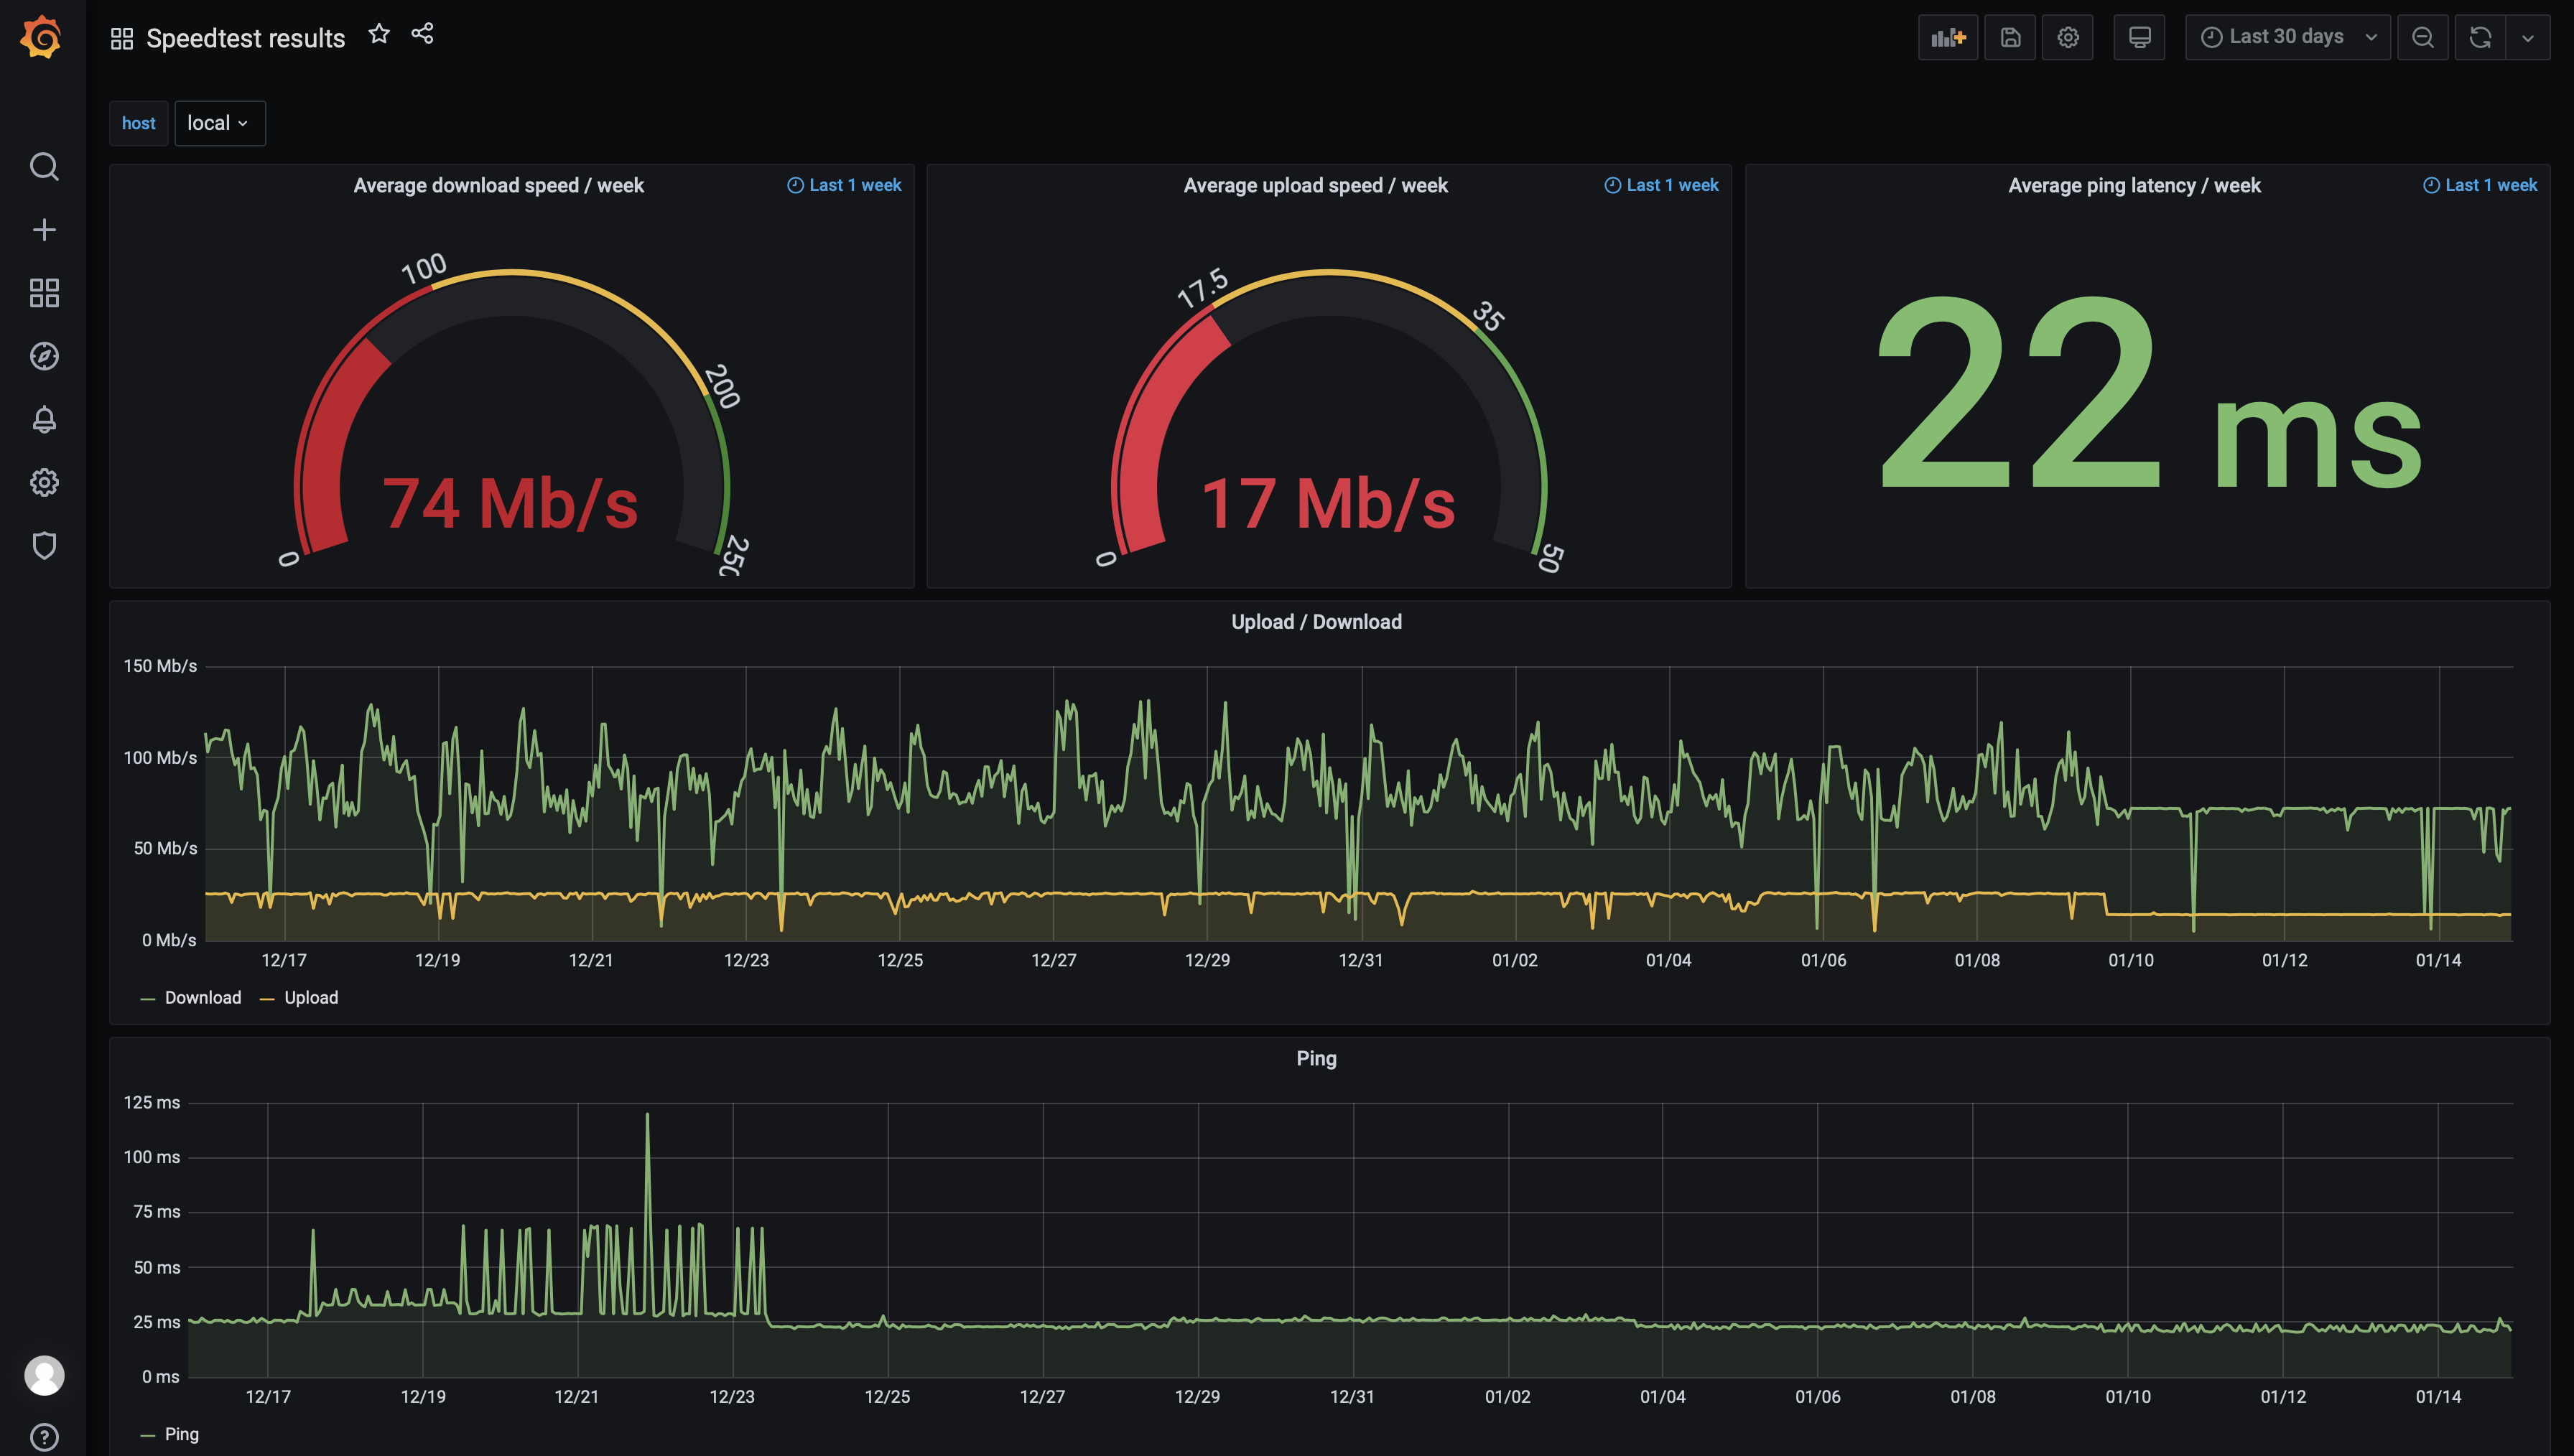 Speedtest results
Last 30 days
host
local
Average download speed / week
Last 1 week
0
100
200
250
74 Mb/s
Average upload speed / week
Last 1 week
0
17.5
35
50
17 Mb/s
Average ping latency / week
Last 1 week
22 ms
Upload / Download
150 Mb/s
100 Mb/s
50 Mb/s
0 Mb/s
12/17 12/19 12/21 12/23 12/25 12/27 12/29 12/31 01/02 01/04 01/06 01/08 01/10 01/12 01/14
Download Upload
Ping
125 ms
100 ms
75 ms
50 ms
25 ms
0 ms
12/17 12/19 12/21 12/23 12/25 12/27 12/29 12/31 01/02 01/04 01/06 01/08 01/10 01/12 01/14
Ping